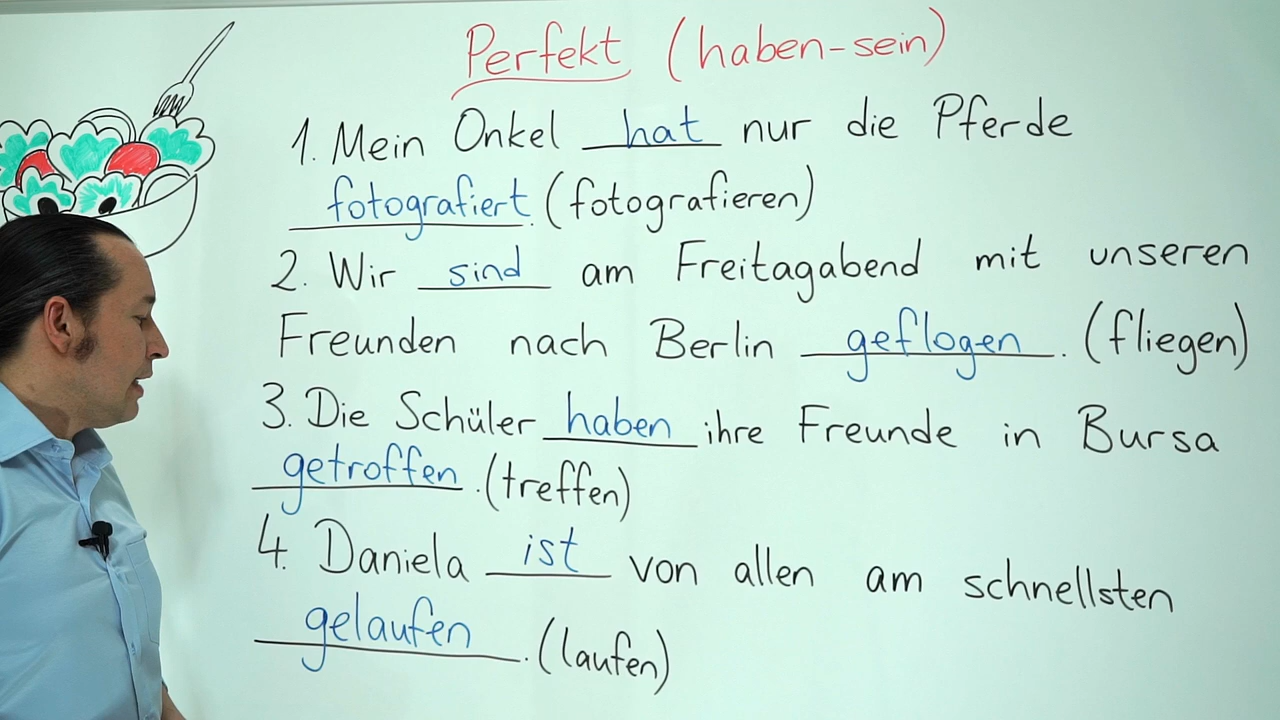 Perfekt (haben-sein)
1. Mein Onkel hat nur die Pferde
fotografiert. (fotografieren)
2. Wir sind am Freitagabend mit unseren
Freunden nach Berlin geflogen. (fliegen)
3. Die Schüler haben ihre Freunde in Bursa
getroffen. (treffen)
4. Daniela ist von allen am schnellsten
gelaufen. (laufen)